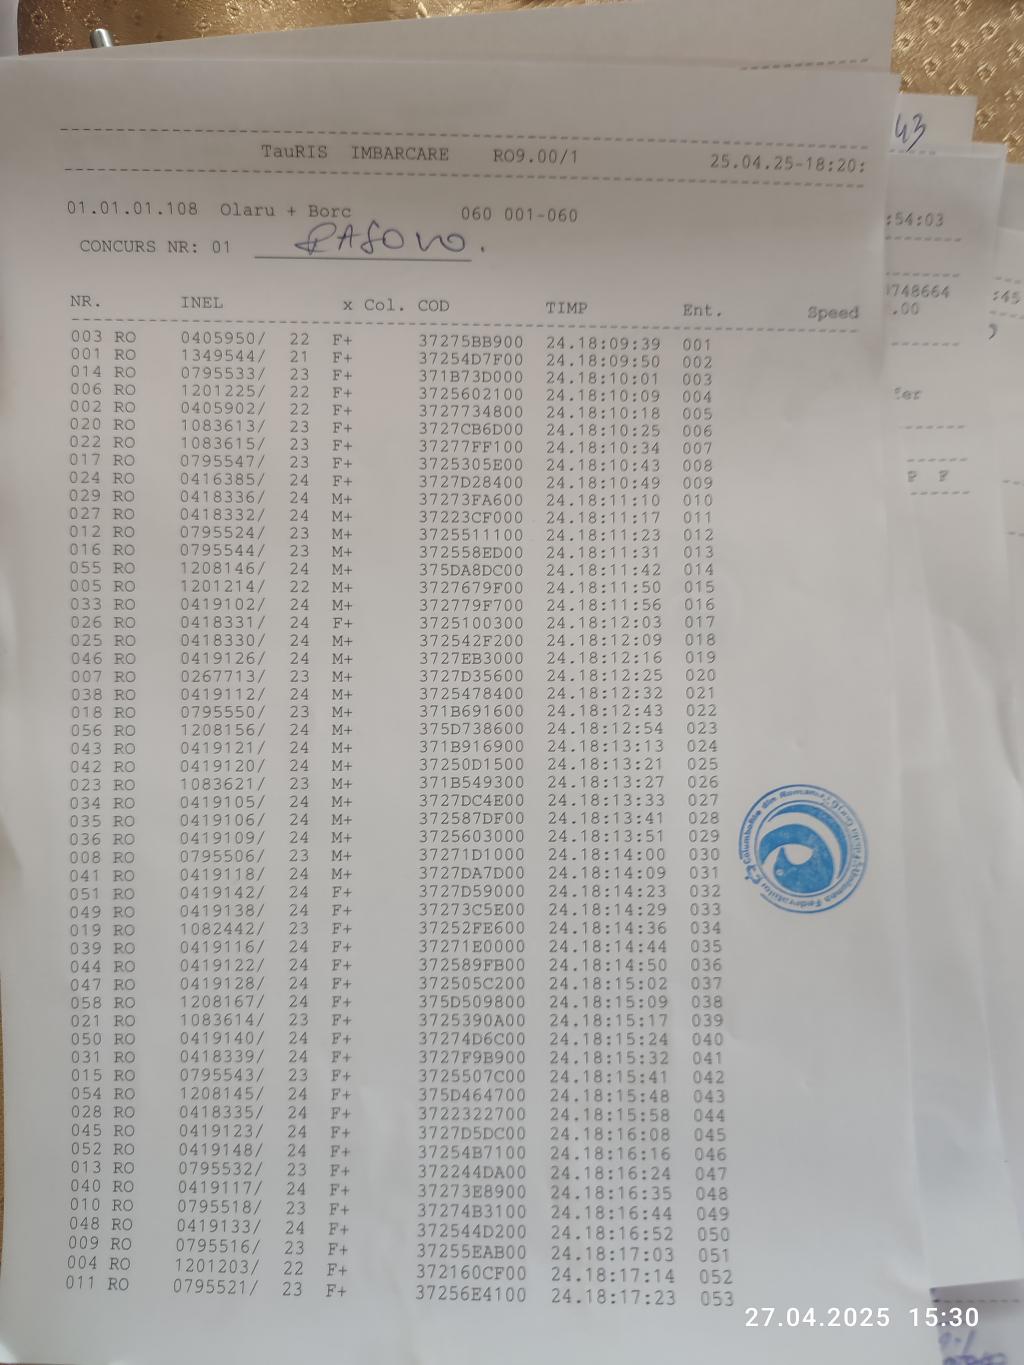 43
TauRIS IMBARCARE RO9.00/1 25.04.25-18:20:
01.01.01.108 Olaru + Borc 060 001-060
CONCURS NR: 01
:54:03
0748664
.00
:45
fer
P F
NR. INEL x Col. COD TIMP Ent. Speed
003 RO 0405950/ 22 F+ 37275BB900 24.18:09:39 001
001 RO 1349544/ 21 F+ 37254D7F00 24.18:09:50 002
014 RO 0795533/ 23 F+ 371B73D000 24.18:10:01 003
006 RO 1201225/ 22 F+ 3725602100 24.18:10:09 004
002 RO 0405902/ 22 F+ 3727734800 24.18:10:18 005
020 RO 1083613/ 23 F+ 3727CB6D00 24.18:10:25 006
022 RO 1083615/ 23 F+ 37277FF100 24.18:10:34 007
017 RO 0795547/ 23 F+ 3725305E00 24.18:10:43 008
024 RO 0416385/ 24 F+ 3727D28400 24.18:10:49 009
029 RO 0418336/ 24 M+ 37273FA600 24.18:11:10 010
027 RO 0418332/ 24 M+ 37223CF000 24.18:11:17 011
012 RO 0795524/ 23 M+ 3725511100 24.18:11:23 012
016 RO 0795544/ 23 M+ 372558ED00 24.18:11:31 013
055 RO 1208146/ 24 M+ 375DA8DC00 24.18:11:42 014
005 RO 1201214/ 22 M+ 3727679F00 24.18:11:50 015
033 RO 0419102/ 24 M+ 372779F700 24.18:11:56 016
026 RO 0418331/ 24 F+ 3725100300 24.18:12:03 017
025 RO 0418330/ 24 M+ 372542F200 24.18:12:09 018
046 RO 0419126/ 24 M+ 3727EB3000 24.18:12:16 019
007 RO 0267713/ 23 M+ 3727D35600 24.18:12:25 020
038 RO 0419112/ 24 M+ 3725478400 24.18:12:32 021
018 RO 0795550/ 23 M+ 371B691600 24.18:12:43 022
056 RO 1208156/ 24 M+ 375D738600 24.18:12:54 023
043 RO 0419121/ 24 M+ 371B916900 24.18:13:13 024
042 RO 0419120/ 24 M+ 37250D1500 24.18:13:21 025
023 RO 1083621/ 23 M+ 371B549300 24.18:13:27 026
034 RO 0419105/ 24 M+ 3727DC4E00 24.18:13:33 027
035 RO 0419106/ 24 M+ 372587DF00 24.18:13:41 028
036 RO 0419109/ 24 M+ 3725603000 24.18:13:51 029
008 RO 0795506/ 23 M+ 37271D1000 24.18:14:00 030
041 RO 0419118/ 24 M+ 3727DA7D00 24.18:14:09 031
051 RO 0419142/ 24 F+ 3727D59000 24.18:14:23 032
049 RO 0419138/ 24 F+ 37273C5E00 24.18:14:29 033
019 RO 1082442/ 23 F+ 37252FE600 24.18:14:36 034
039 RO 0419116/ 24 F+ 37271E0000 24.18:14:44 035
044 RO 0419122/ 24 F+ 372589FB00 24.18:14:50 036
047 RO 0419128/ 24 F+ 372505C200 24.18:15:02 037
058 RO 1208167/ 24 F+ 375D509800 24.18:15:09 038
021 RO 1083614/ 23 F+ 3725390A00 24.18:15:17 039
050 RO 0419140/ 24 F+ 37274D6C00 24.18:15:24 040
031 RO 0418339/ 24 F+ 3727F9B900 24.18:15:32 041
015 RO 0795543/ 23 F+ 3725507C00 24.18:15:41 042
054 RO 1208145/ 24 F+ 375D464700 24.18:15:48 043
028 RO 0418335/ 24 F+ 3722322700 24.18:15:58 044
045 RO 0419123/ 24 F+ 3727D5DC00 24.18:16:08 045
052 RO 0419148/ 24 F+ 37254B7100 24.18:16:16 046
013 RO 0795532/ 23 F+ 372244DA00 24.18:16:24 047
040 RO 0419117/ 24 F+ 37273E8900 24.18:16:35 048
010 RO 0795518/ 23 F+ 37274B3100 24.18:16:44 049
048 RO 0419133/ 24 F+ 372544D200 24.18:16:52 050
009 RO 0795516/ 23 F+ 37255EAB00 24.18:17:03 051
004 RO 1201203/ 22 F+ 372160CF00 24.18:17:14 052
011 RO 0795521/ 23 F+ 37256E4100 24.18:17:23 053
27.04.2025 15:30